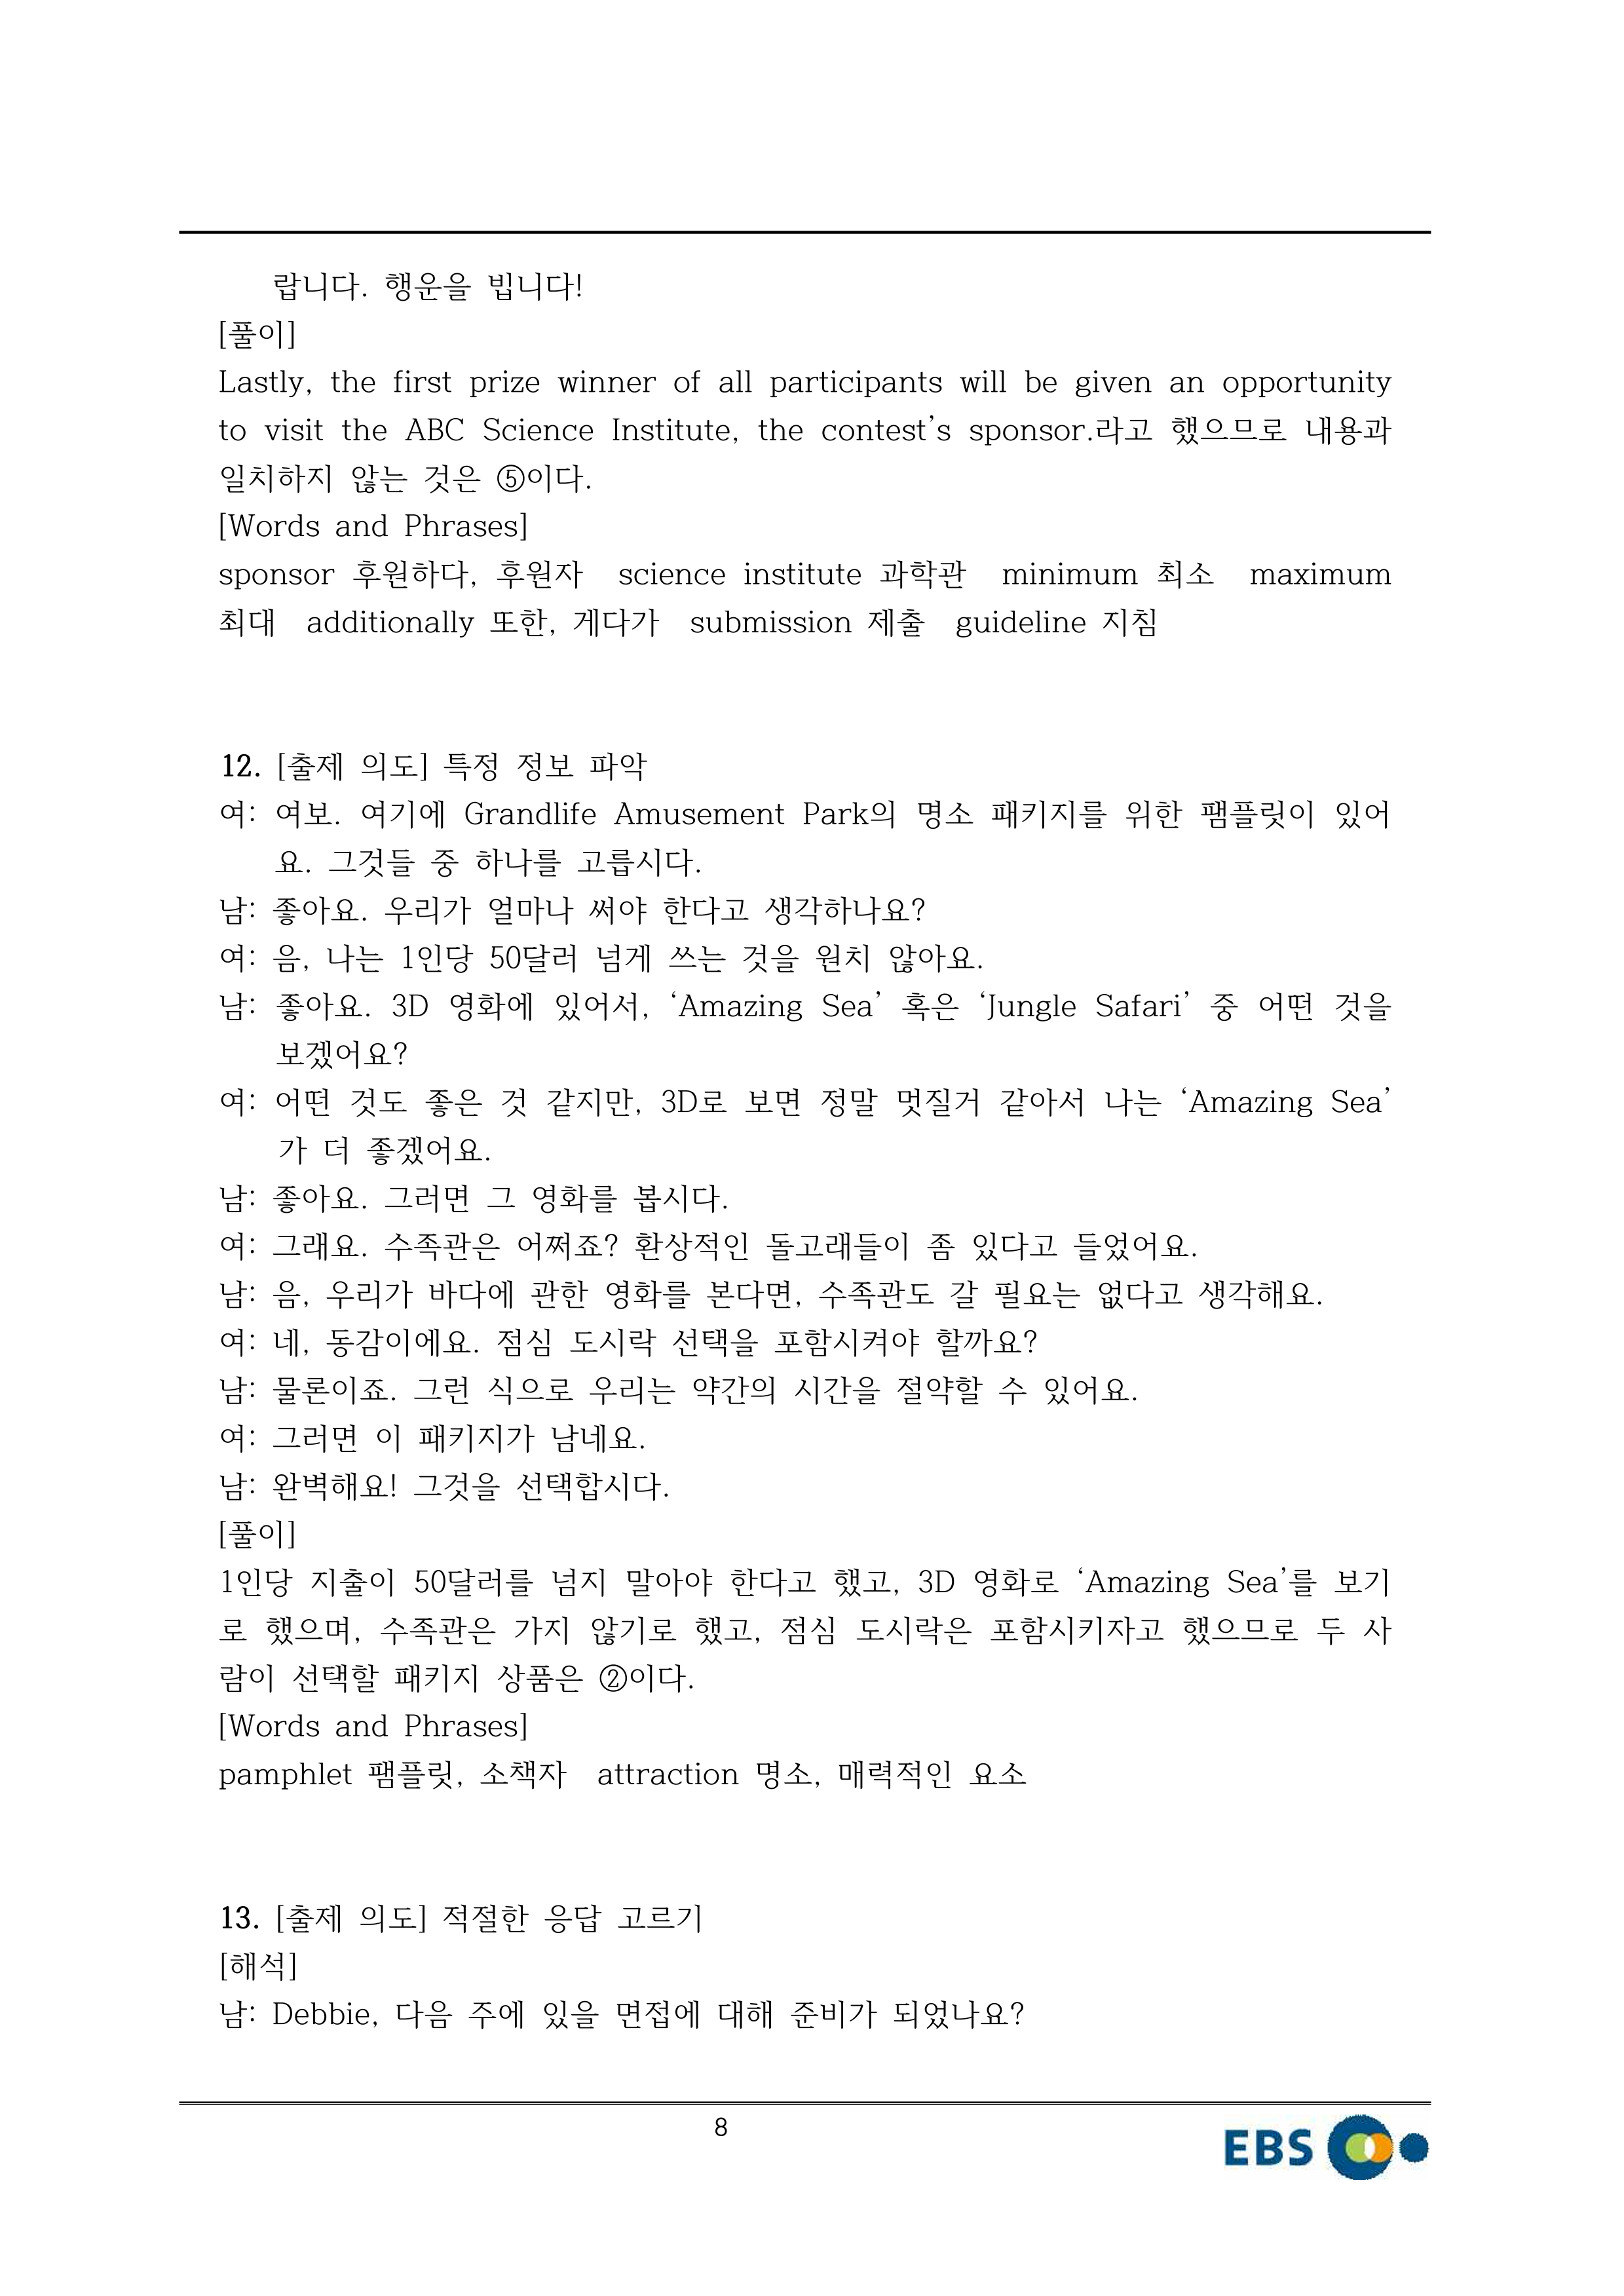 랍니다. 행운을 빕니다!
[풀이]
Lastly, the first prize winner of all participants will be given an opportunity
to visit the ABC Science Institute, the contest's sponsor.라고 했으므로 내용과
일치하지 않는 것은 ⑤이다.
[Words and Phrases]
sponsor 후원하다, 후원자 science institute 과학관 minimum 최소 maximum
최대 additionally 또한, 게다가 submission 제출 guideline 지침
12. [출제 의도] 특정 정보 파악
여: 여보. 여기에 Grandlife Amusement Park의 명소 패키지를 위한 팸플릿이 있어
요. 그것들 중 하나를 고릅시다.
남: 좋아요. 우리가 얼마나 써야 한다고 생각하나요?
여: 음, 나는 1인당 50달러 넘게 쓰는 것을 원치 않아요.
남: 좋아요. 3D 영화에 있어서, ‘Amazing Sea’ 혹은 ‘Jungle Safari’ 중 어떤 것을
보겠어요?
여: 어떤 것도 좋은 것 같지만, 3D로 보면 정말 멋질거 같아서 나는 ‘Amazing Sea’
가 더 좋겠어요.
남: 좋아요. 그러면 그 영화를 봅시다.
여: 그래요. 수족관은 어쩌죠? 환상적인 돌고래들이 좀 있다고 들었어요.
남: 음, 우리가 바다에 관한 영화를 본다면, 수족관도 갈 필요는 없다고 생각해요.
여: 네, 동감이에요. 점심 도시락 선택을 포함시켜야 할까요?
남: 물론이죠. 그런 식으로 우리는 약간의 시간을 절약할 수 있어요.
여: 그러면 이 패키지가 남네요.
남: 완벽해요! 그것을 선택합시다.
[풀이]
1인당 지출이 50달러를 넘지 말아야 한다고 했고, 3D 영화로 ‘Amazing Sea’를 보기
로 했으며, 수족관은 가지 않기로 했고, 점심 도시락은 포함시키자고 했으므로 두 사
람이 선택할 패키지 상품은 ②이다.
[Words and Phrases]
pamphlet 팸플릿, 소책자 attraction 명소, 매력적인 요소
13. [출제 의도] 적절한 응답 고르기
[해석]
남: Debbie, 다음 주에 있을 면접에 대해 준비가 되었나요?
8
EBS